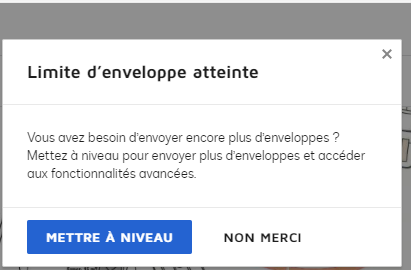 Limite d’enveloppe atteinte
Vous avez besoin d’envoyer encore plus d’enveloppes ?
Mettez à niveau pour envoyer plus d’enveloppes et accéder
aux fonctionnalités avancées.
METTRE À NIVEAU NON MERCI